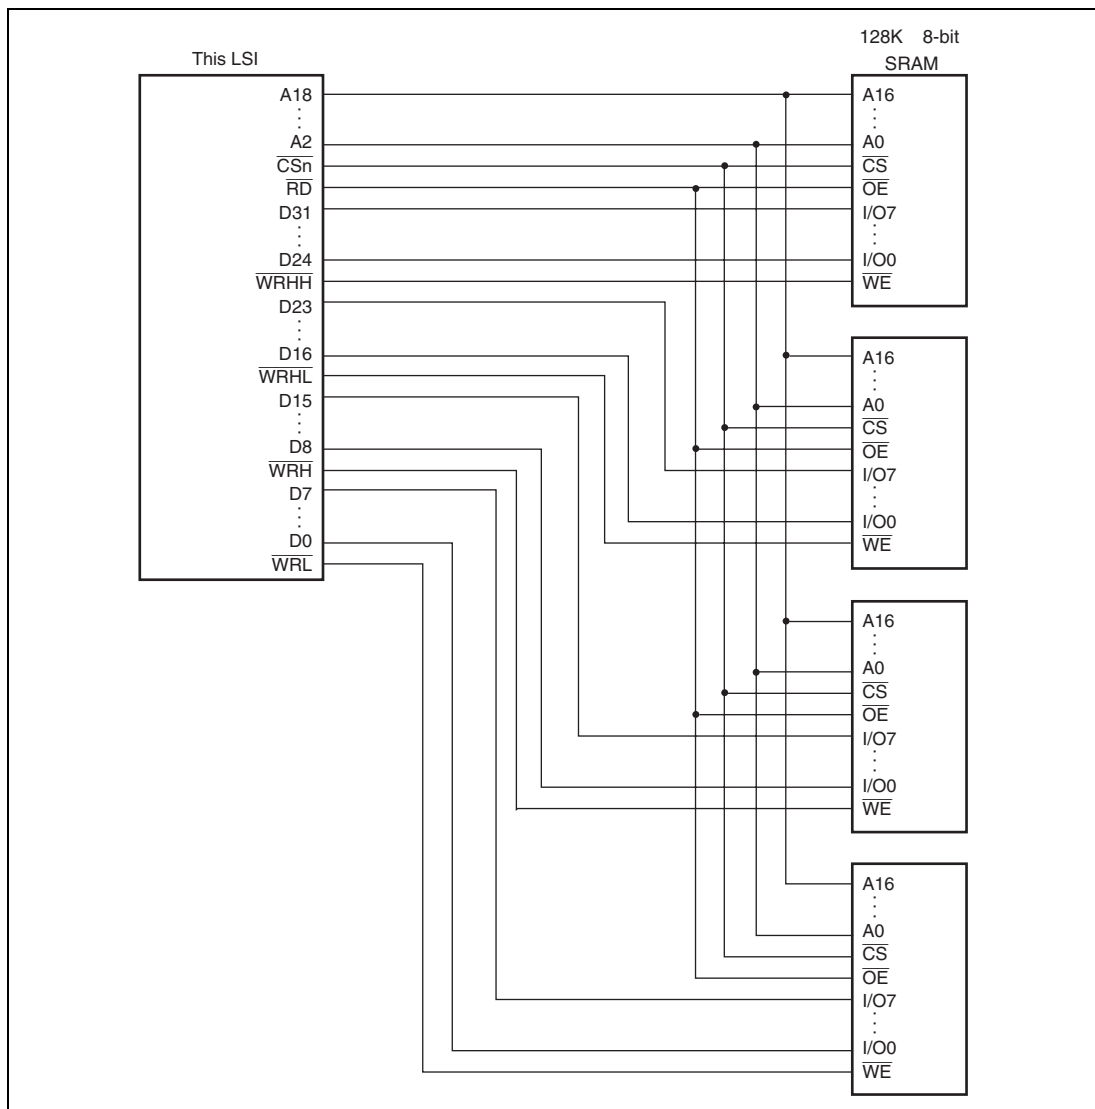 This LSI
A18
A2
CSn
RD
D31
D24
WRHH
D23
D16
WRHL
D15
D8
WRH
D7
D0
WRL
128K 8-bit
SRAM
A16
A0
CS
OE
I/O7
I/O0
WE
A16
A0
CS
OE
I/O7
I/O0
WE
A16
A0
CS
OE
I/O7
I/O0
WE
A16
A0
CS
OE
I/O7
I/O0
WE